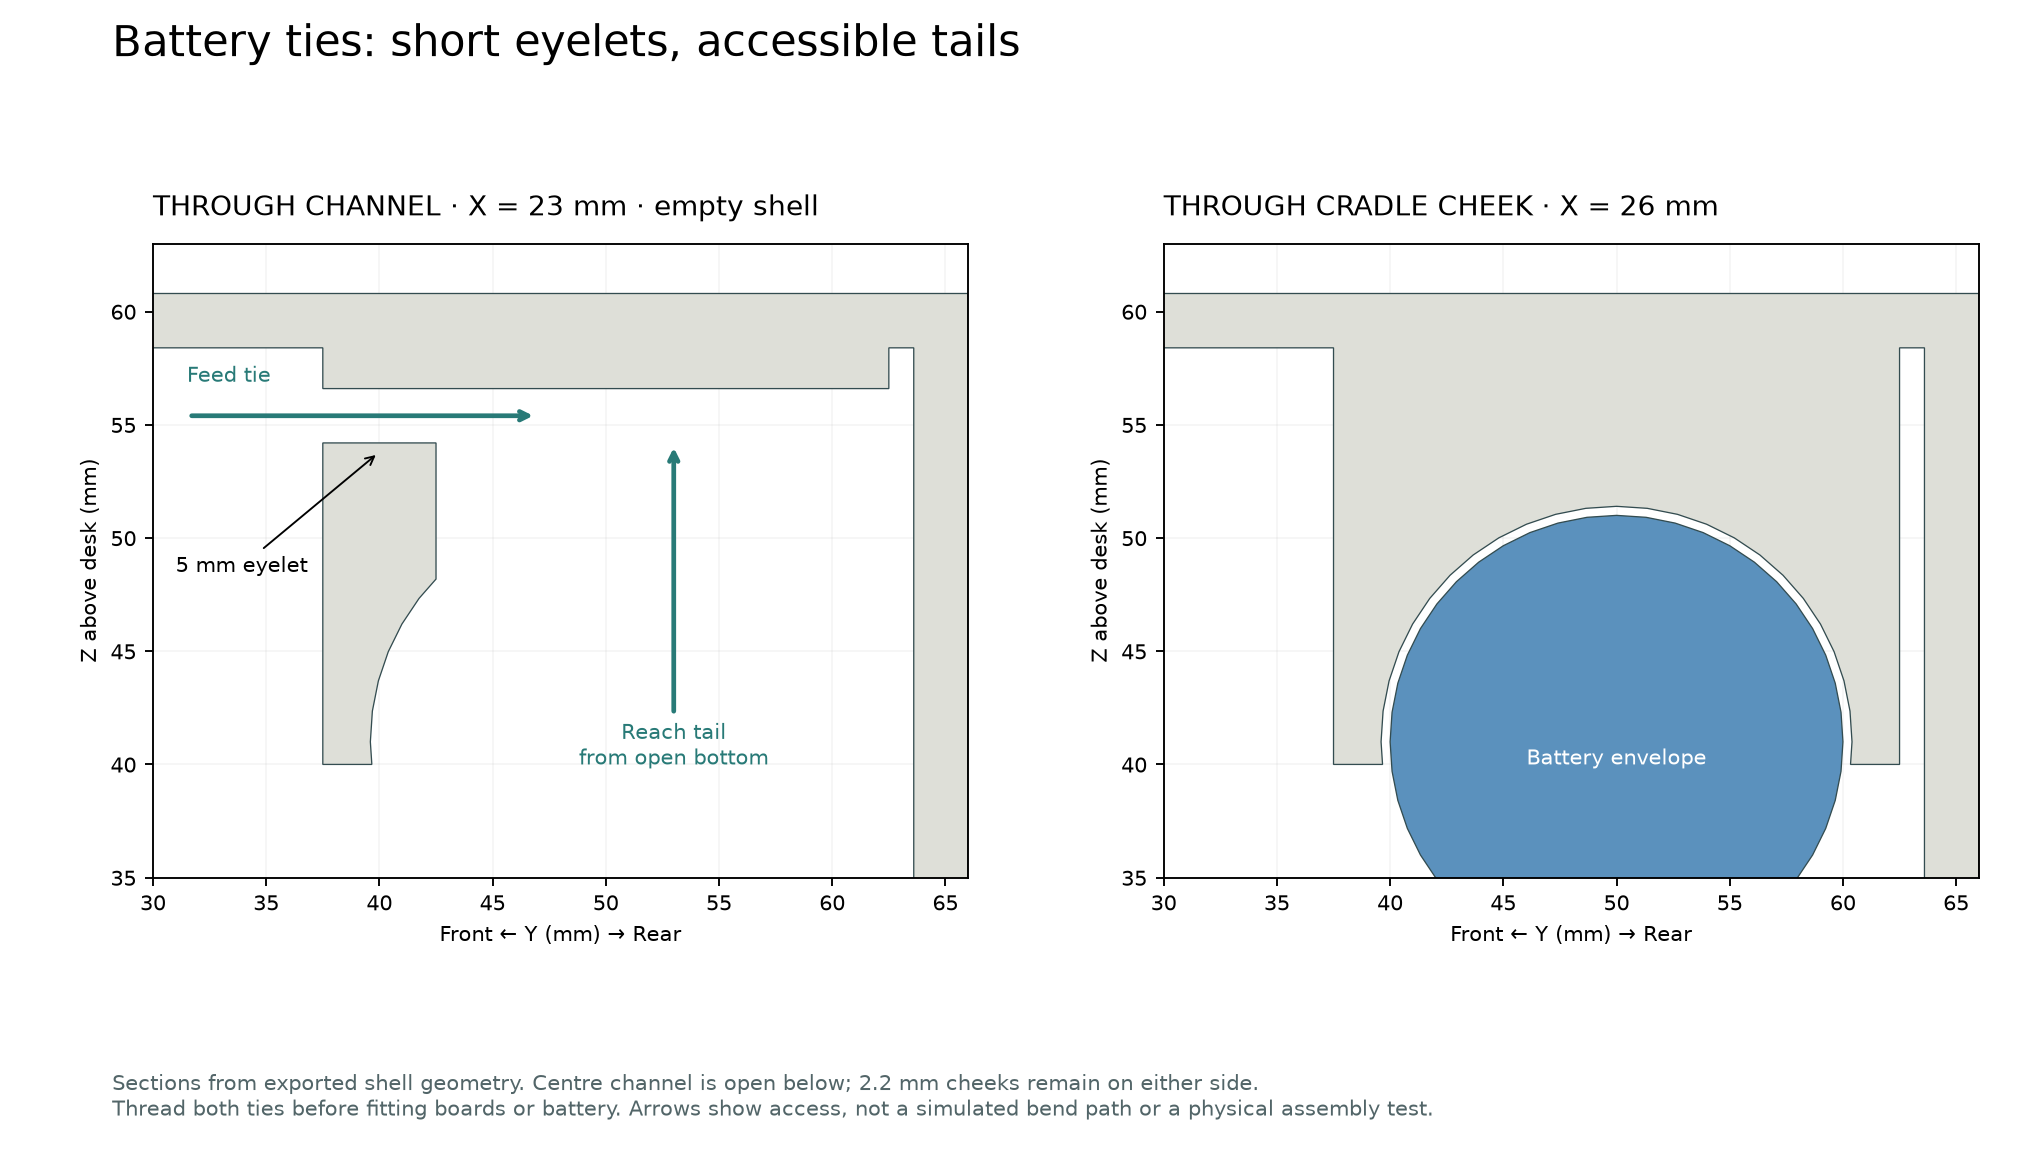 Battery ties: short eyelets, accessible tails
THROUGH CHANNEL · X = 23 mm · empty shell
60
55
50
45
40
35
Z above desk (mm)
Feed tie
5 mm eyelet
Reach tail
from open bottom
30 35 40 45 50 55 60 65
Front ← Y (mm) → Rear
THROUGH CRADLE CHEEK · X = 26 mm
60
55
50
45
40
35
Z above desk (mm)
Battery envelope
30 35 40 45 50 55 60 65
Front ← Y (mm) → Rear
Sections from exported shell geometry. Centre channel is open below; 2.2 mm cheeks remain on either side.
Thread both ties before fitting boards or battery. Arrows show access, not a simulated bend path or a physical assembly test.